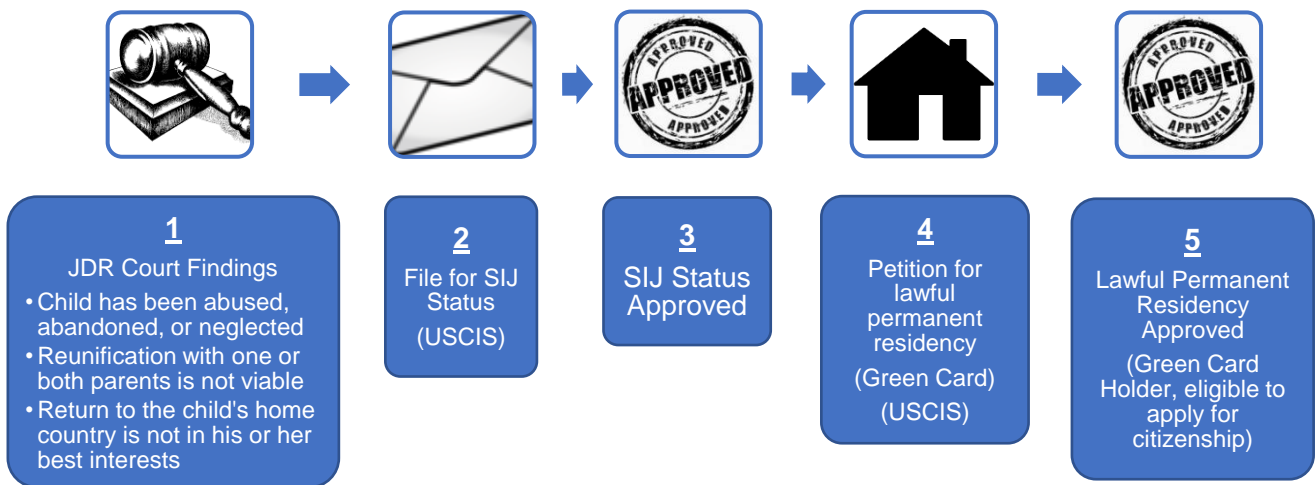 APPROVED
APPROVED
APPROVED
APPROVED
APPROVED
APPROVED
1
JDR Court Findings
• Child has been abused,
abandoned, or neglected
• Reunification with one or
both parents is not viable
• Return to the child's home
country is not in his or her
best interests
2
File for SIJ
Status
(USCIS)
3
SIJ Status
Approved
4
Petition for
lawful
permanent
residency
(Green Card)
(USCIS)
5
Lawful Permanent
Residency
Approved
(Green Card
Holder, eligible to
apply for
citizenship)